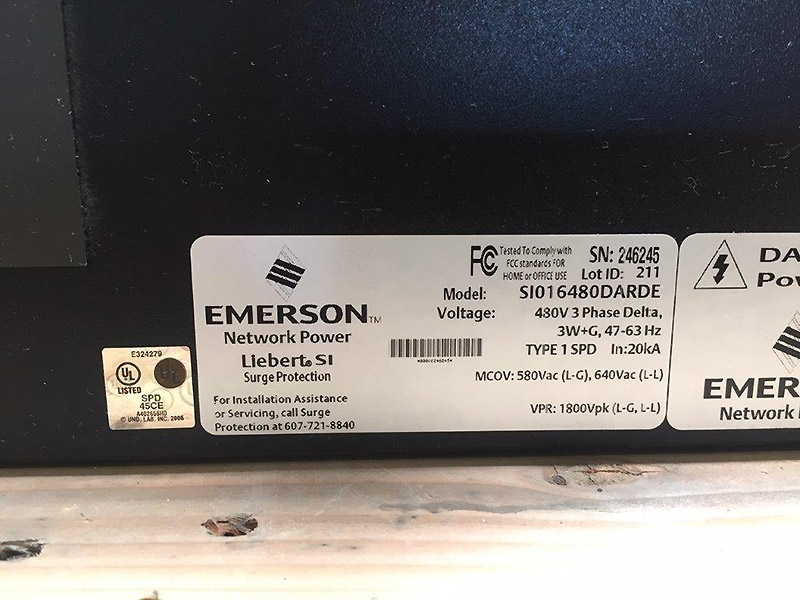 EMERSON™
Network Power
Liebert® SI
Surge Protection
For Installation Assistance
or Servicing, call Surge
Protection at 607-721-8840
FC Tested To Comply with
FCC standards FOR
HOME or OFFICE USE
SN: 246245
Lot ID: 211
Model: SI016480DARDE
Voltage: 480V 3 Phase Delta,
3W+G, 47-63 Hz
TYPE 1 SPD In:20kA
MCOV: 580Vac (L-G), 640Vac (L-L)
VPR: 1800Vpk (L-G, L-L)
E324279
UL
LISTED
SPD
45CE
© UND. LAB. INC. 2005
DA
Pow
EMER
Network